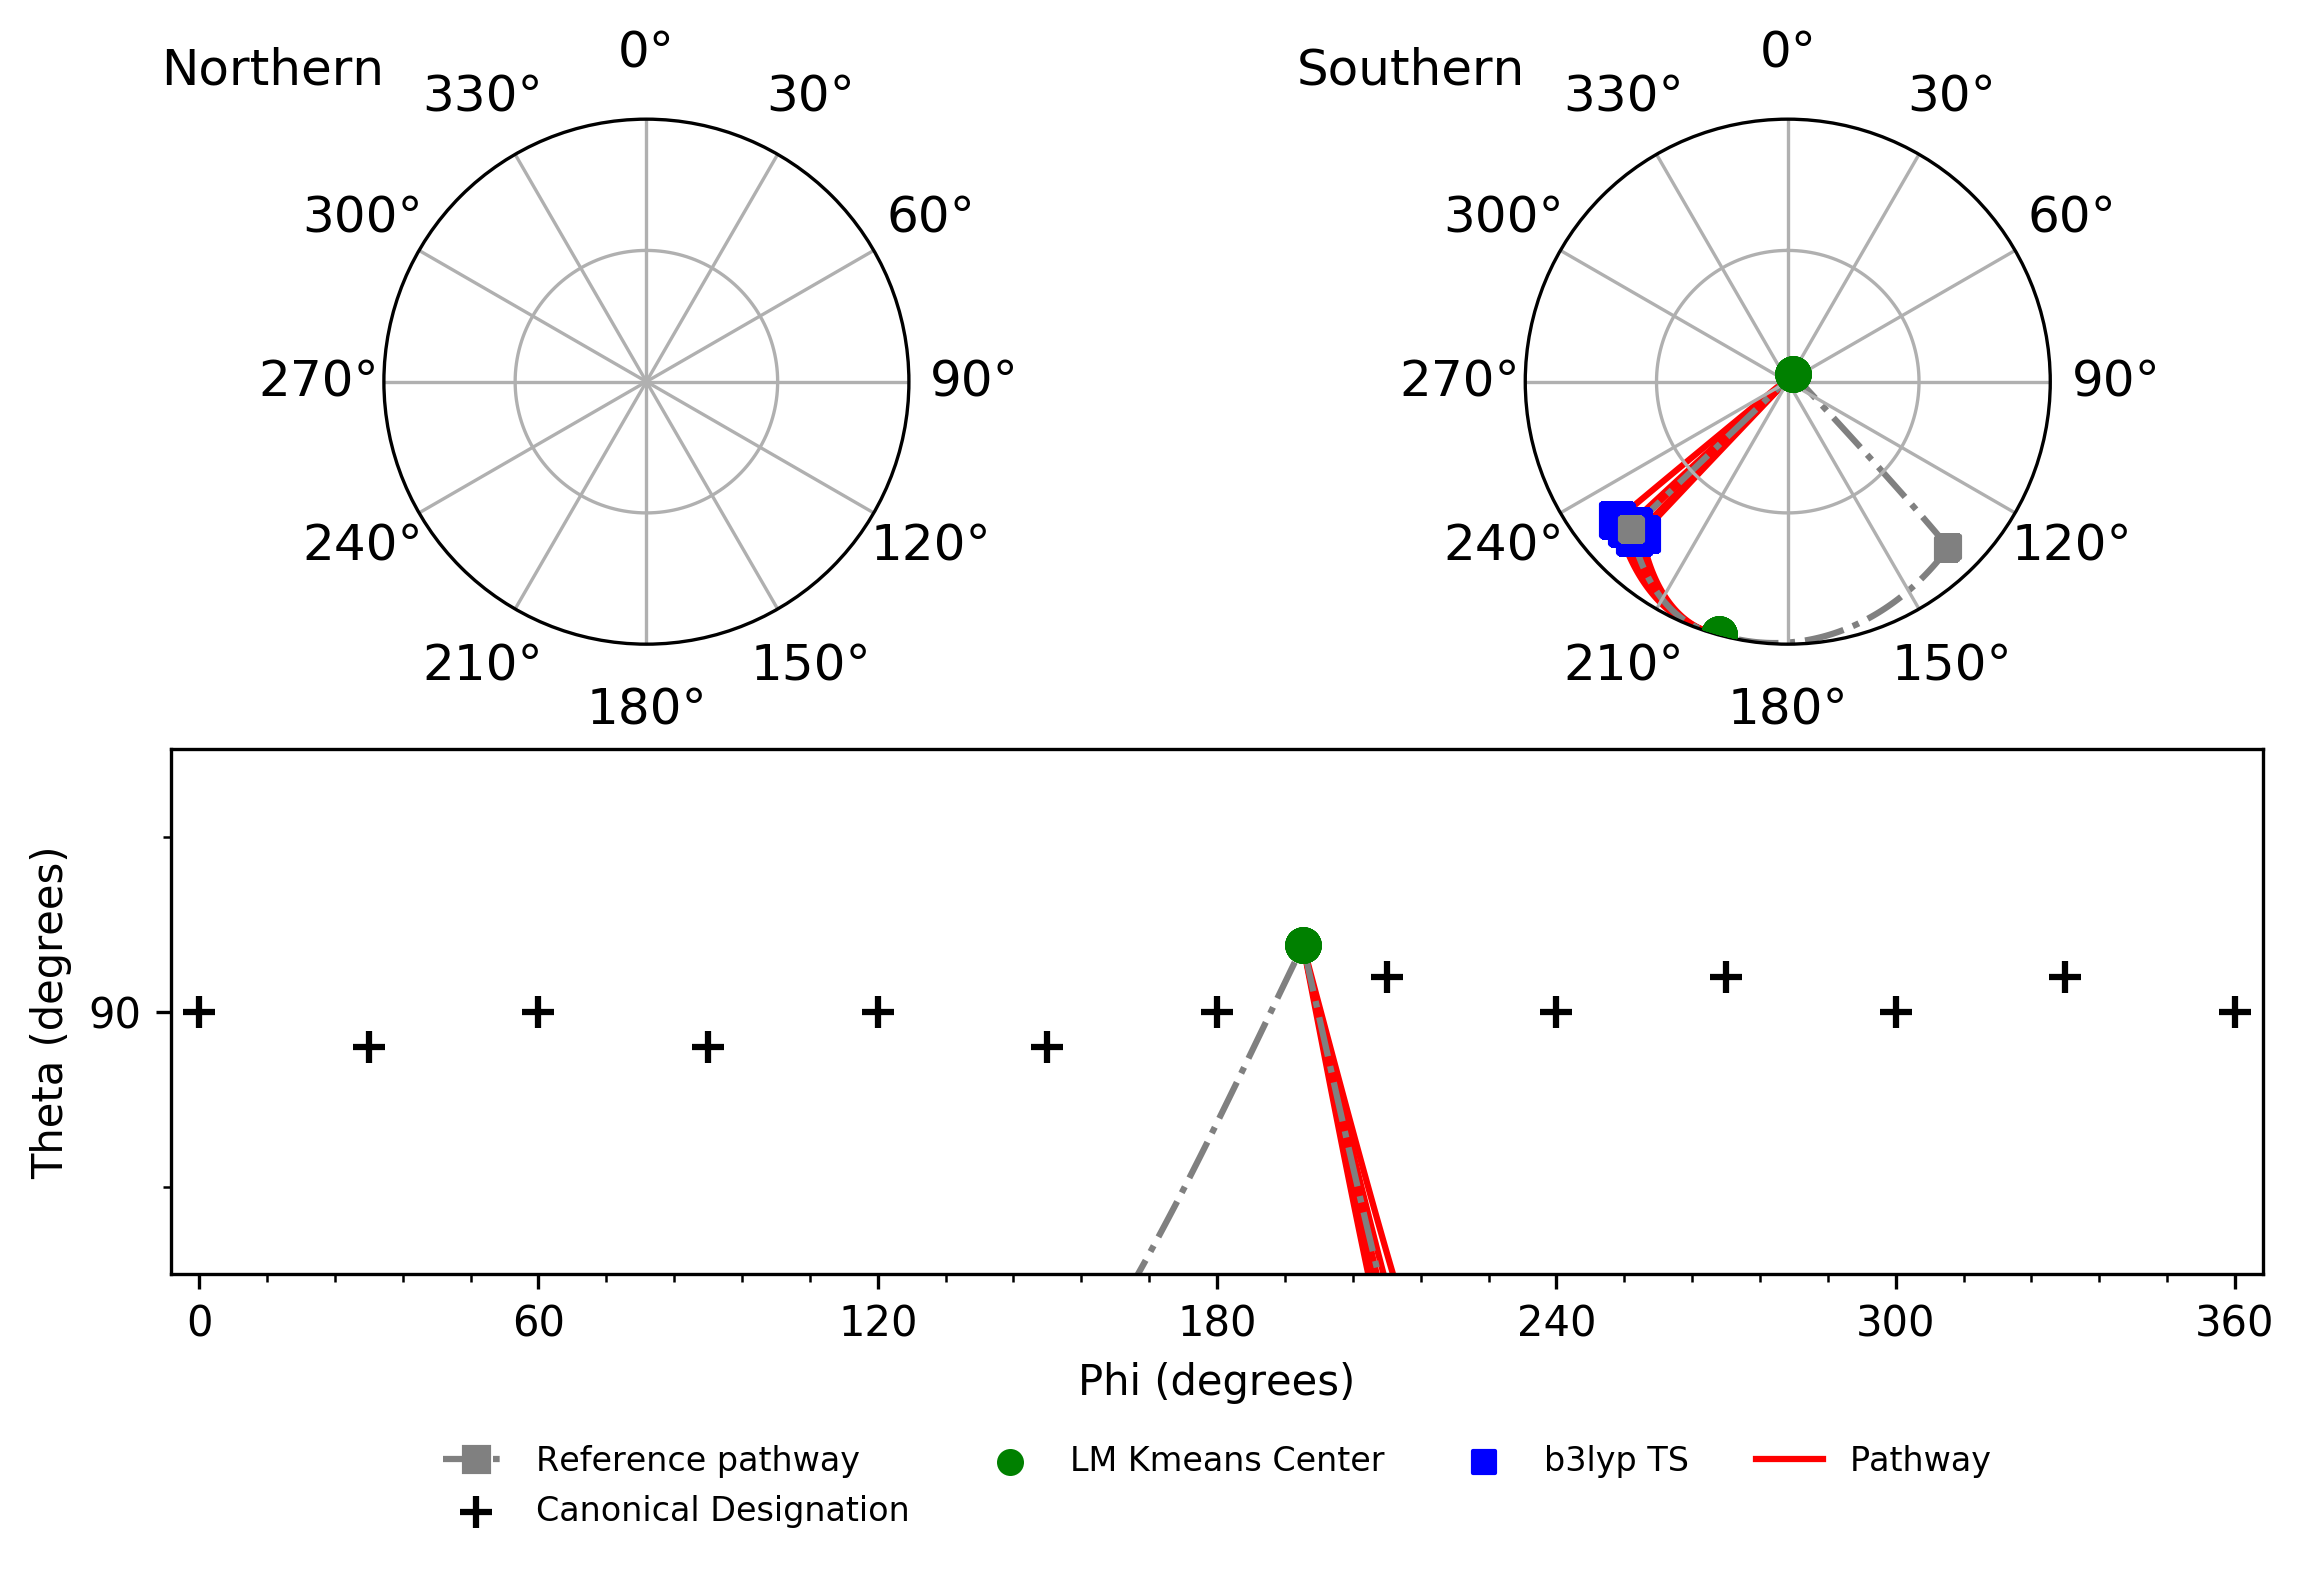 Northern
0°
30°
60°
90°
120°
150°
180°
210°
240°
270°
300°
330°
Southern
0°
30°
60°
90°
120°
150°
180°
210°
240°
270°
300°
330°
Theta (degrees)
90
0 60 120 180 240 300 360
Phi (degrees)
Reference pathway
Canonical Designation
LM Kmeans Center
b3lyp TS
Pathway